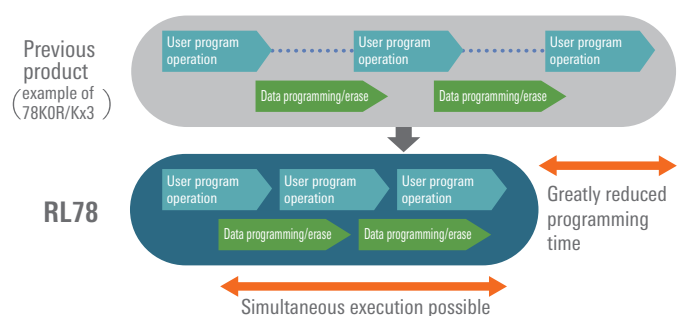 Previous
product
(example of
78K0R/Kx3)
User program
operation
User program
operation
User program
operation
Data programming/erase
Data programming/erase
RL78
User program
operation
User program
operation
User program
operation
Data programming/erase
Data programming/erase
Greatly reduced
programming
time
Simultaneous execution possible